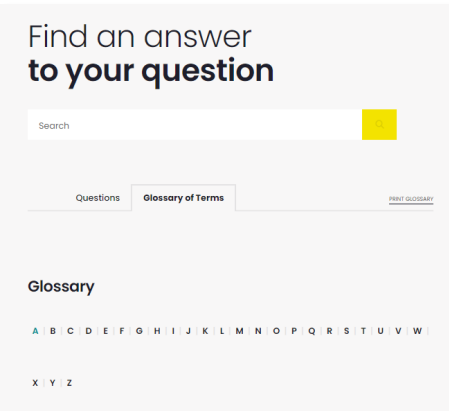 Find an answer
to your question
Search
Questions Glossary of Terms PRINT GLOSSARY
Glossary
A | B | C | D | E | F | G | H | I | J | K | L | M | N | O | P | Q | R | S | T | U | V | W |
X | Y | Z